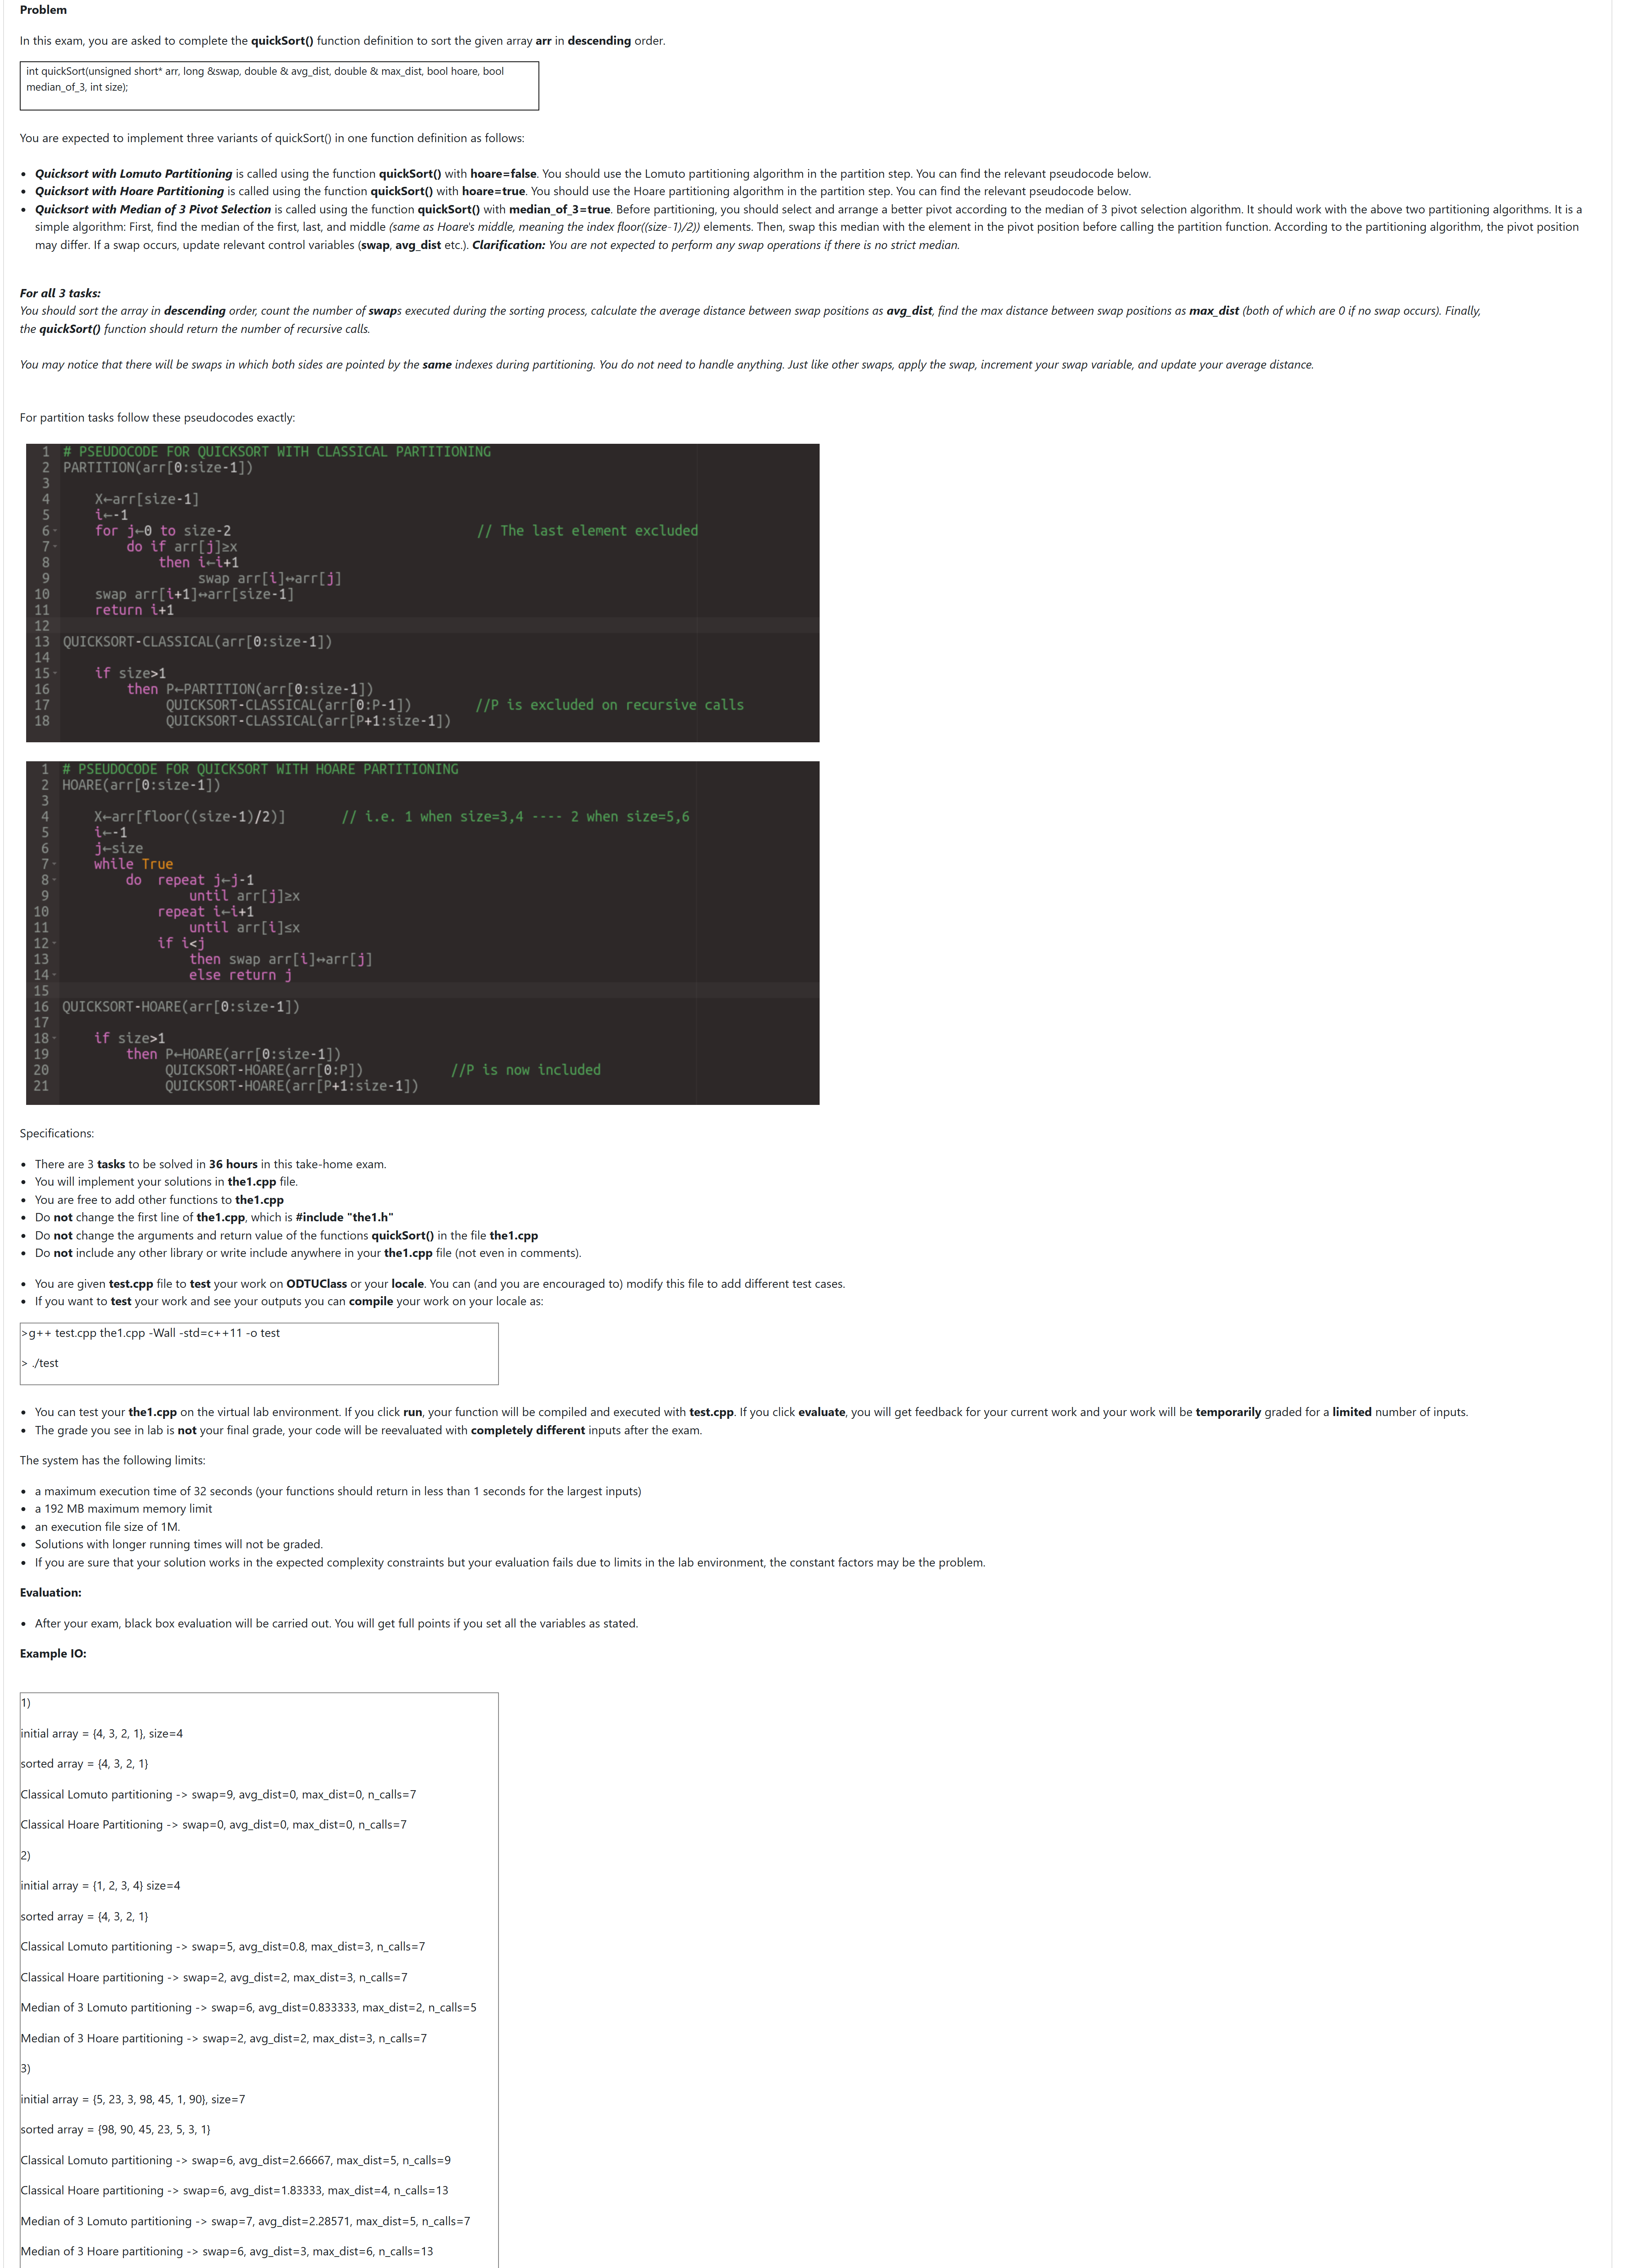 Problem
In this exam, you are asked to complete the quickSort() function definition to sort the given array arr in descending order.
int quickSort(unsigned short* arr, long &swap, double & avg_dist, double & max_dist, bool hoare, bool
median_of_3, int size);
You are expected to implement three variants of quickSort() in one function definition as follows:
• Quicksort with Lomuto Partitioning is called using the function quickSort() with hoare=false. You should use the Lomuto partitioning algorithm in the partition step. You can find the relevant pseudocode below.
• Quicksort with Hoare Partitioning is called using the function quickSort() with hoare=true. You should use the Hoare partitioning algorithm in the partition step. You can find the relevant pseudocode below.
• Quicksort with Median of 3 Pivot Selection is called using the function quickSort() with median_of_3=true. Before partitioning, you should select and arrange a better pivot according to the median of 3 pivot selection algorithm. It should work with the above two partitioning algorithms. It is a
simple algorithm: First, find the median of the first, last, and middle (same as Hoare's middle, meaning the index floor((size-1)/2)) elements. Then, swap this median with the element in the pivot position before calling the partition function. According to the partitioning algorithm, the pivot position
may differ. If a swap occurs, update relevant control variables (swap, avg_dist etc.). Clarification: You are not expected to perform any swap operations if there is no strict median.
For all 3 tasks:
You should sort the array in descending order, count the number of swaps executed during the sorting process, calculate the average distance between swap positions as avg_dist, find the max distance between swap positions as max_dist (both of which are 0 if no swap occurs). Finally,
the quickSort() function should return the number of recursive calls.
You may notice that there will be swaps in which both sides are pointed by the same indexes during partitioning. You do not need to handle anything. Just like other swaps, apply the swap, increment your swap variable, and update your average distance.
For partition tasks follow these pseudocodes exactly:
1 # PSEUDOCODE FOR QUICKSORT WITH CLASSICAL PARTITIONING
2 PARTITION(arr[0:size-1])
3
4 X←arr[size-1]
5 i←-1
6 for j←0 to size-2 // The last element excluded
7 do if arr[j]≥x
8 then i←i+1
9 swap arr[i]↔arr[j]
10 swap arr[i+1]↔arr[size-1]
11 return i+1
12
13 QUICKSORT-CLASSICAL(arr[0:size-1])
14
15 if size>1
16 then P←PARTITION(arr[0:size-1])
17 QUICKSORT-CLASSICAL(arr[0:P-1]) //P is excluded on recursive calls
18 QUICKSORT-CLASSICAL(arr[P+1:size-1])
1 # PSEUDOCODE FOR QUICKSORT WITH HOARE PARTITIONING
2 HOARE(arr[0:size-1])
3
4 X←arr[floor((size-1)/2)] // i.e. 1 when size=3,4 ---- 2 when size=5,6
5 i←-1
6 j←size
7 while True
8 do repeat j←j-1
9 until arr[j]≥x
10 repeat i←i+1
11 until arr[i]≤x
12 if i<j
13 then swap arr[i]↔arr[j]
14 else return j
15
16 QUICKSORT-HOARE(arr[0:size-1])
17
18 if size>1
19 then P←HOARE(arr[0:size-1])
20 QUICKSORT-HOARE(arr[0:P]) //P is now included
21 QUICKSORT-HOARE(arr[P+1:size-1])
Specifications:
• There are 3 tasks to be solved in 36 hours in this take-home exam.
• You will implement your solutions in the1.cpp file.
• You are free to add other functions to the1.cpp
• Do not change the first line of the1.cpp, which is #include "the1.h"
• Do not change the arguments and return value of the functions quickSort() in the file the1.cpp
• Do not include any other library or write include anywhere in your the1.cpp file (not even in comments).
• You are given test.cpp file to test your work on ODTUClass or your locale. You can (and you are encouraged to) modify this file to add different test cases.
• If you want to test your work and see your outputs you can compile your work on your locale as:
>g++ test.cpp the1.cpp -Wall -std=c++11 -o test
> ./test
• You can test your the1.cpp on the virtual lab environment. If you click run, your function will be compiled and executed with test.cpp. If you click evaluate, you will get feedback for your current work and your work will be temporarily graded for a limited number of inputs.
• The grade you see in lab is not your final grade, your code will be reevaluated with completely different inputs after the exam.
The system has the following limits:
• a maximum execution time of 32 seconds (your functions should return in less than 1 seconds for the largest inputs)
• a 192 MB maximum memory limit
• an execution file size of 1M.
• Solutions with longer running times will not be graded.
• If you are sure that your solution works in the expected complexity constraints but your evaluation fails due to limits in the lab environment, the constant factors may be the problem.
Evaluation:
• After your exam, black box evaluation will be carried out. You will get full points if you set all the variables as stated.
Example IO:
1)
initial array = {4, 3, 2, 1}, size=4
sorted array = {4, 3, 2, 1}
Classical Lomuto partitioning -> swap=9, avg_dist=0, max_dist=0, n_calls=7
Classical Hoare Partitioning -> swap=0, avg_dist=0, max_dist=0, n_calls=7
2)
initial array = {1, 2, 3, 4} size=4
sorted array = {4, 3, 2, 1}
Classical Lomuto partitioning -> swap=5, avg_dist=0.8, max_dist=3, n_calls=7
Classical Hoare partitioning -> swap=2, avg_dist=2, max_dist=3, n_calls=7
Median of 3 Lomuto partitioning -> swap=6, avg_dist=0.833333, max_dist=2, n_calls=5
Median of 3 Hoare partitioning -> swap=2, avg_dist=2, max_dist=3, n_calls=7
3)
initial array = {5, 23, 3, 98, 45, 1, 90}, size=7
sorted array = {98, 90, 45, 23, 5, 3, 1}
Classical Lomuto partitioning -> swap=6, avg_dist=2.66667, max_dist=5, n_calls=9
Classical Hoare partitioning -> swap=6, avg_dist=1.83333, max_dist=4, n_calls=13
Median of 3 Lomuto partitioning -> swap=7, avg_dist=2.28571, max_dist=5, n_calls=7
Median of 3 Hoare partitioning -> swap=6, avg_dist=3, max_dist=6, n_calls=13